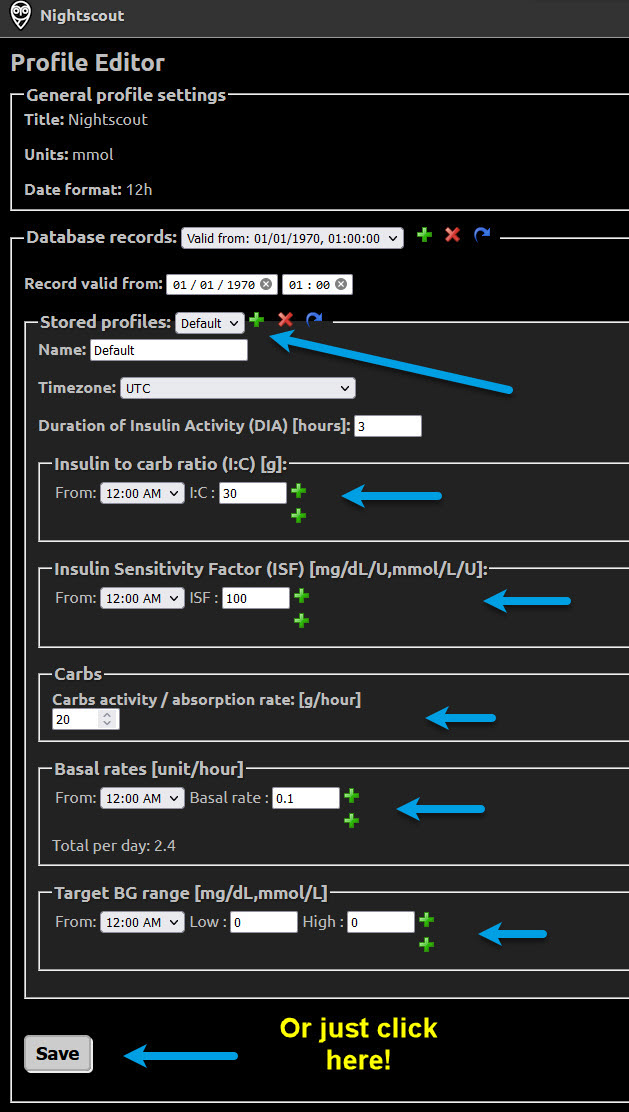 Nightscout
Profile Editor
General profile settings
Title: Nightscout
Units: mmol
Date format: 12h
Database records: Valid from: 01/01/1970, 01:00:00
Record valid from: 01 / 01 / 1970 01 : 00
Stored profiles: Default
Name: Default
Timezone: UTC
Duration of Insulin Activity (DIA) [hours]: 3
Insulin to carb ratio (I:C) [g]:
From: 12:00 AM I:C : 30
Insulin Sensitivity Factor (ISF) [mg/dL/U,mmol/L/U]:
From: 12:00 AM ISF : 100
Carbs
Carbs activity / absorption rate: [g/hour]
20
Basal rates [unit/hour]
From: 12:00 AM Basal rate : 0.1
Total per day: 2.4
Target BG range [mg/dL,mmol/L]
From: 12:00 AM Low : 0 High : 0
Or just click
here!
Save